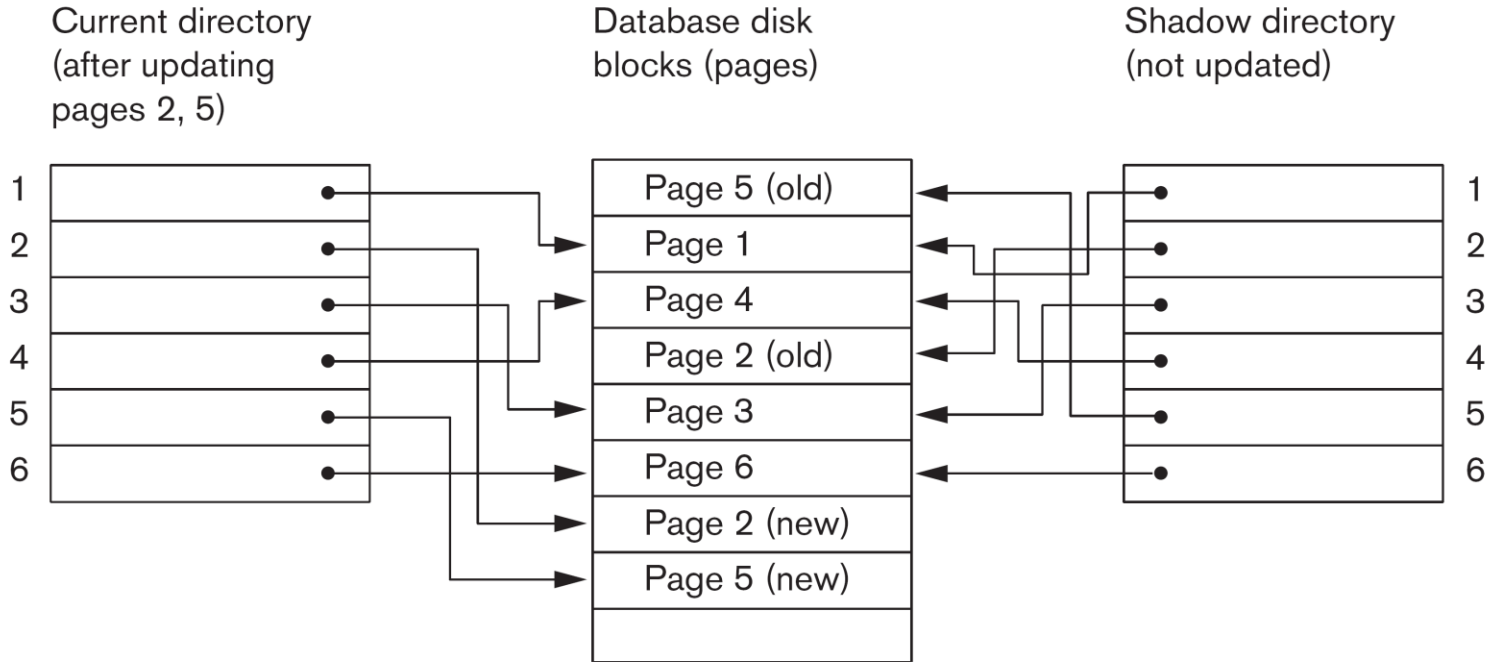 Current directory
(after updating
pages 2, 5)
Database disk
blocks (pages)
Shadow directory
(not updated)
1
2
3
4
5
6
Page 5 (old)
Page 1
Page 4
Page 2 (old)
Page 3
Page 6
Page 2 (new)
Page 5 (new)
1
2
3
4
5
6